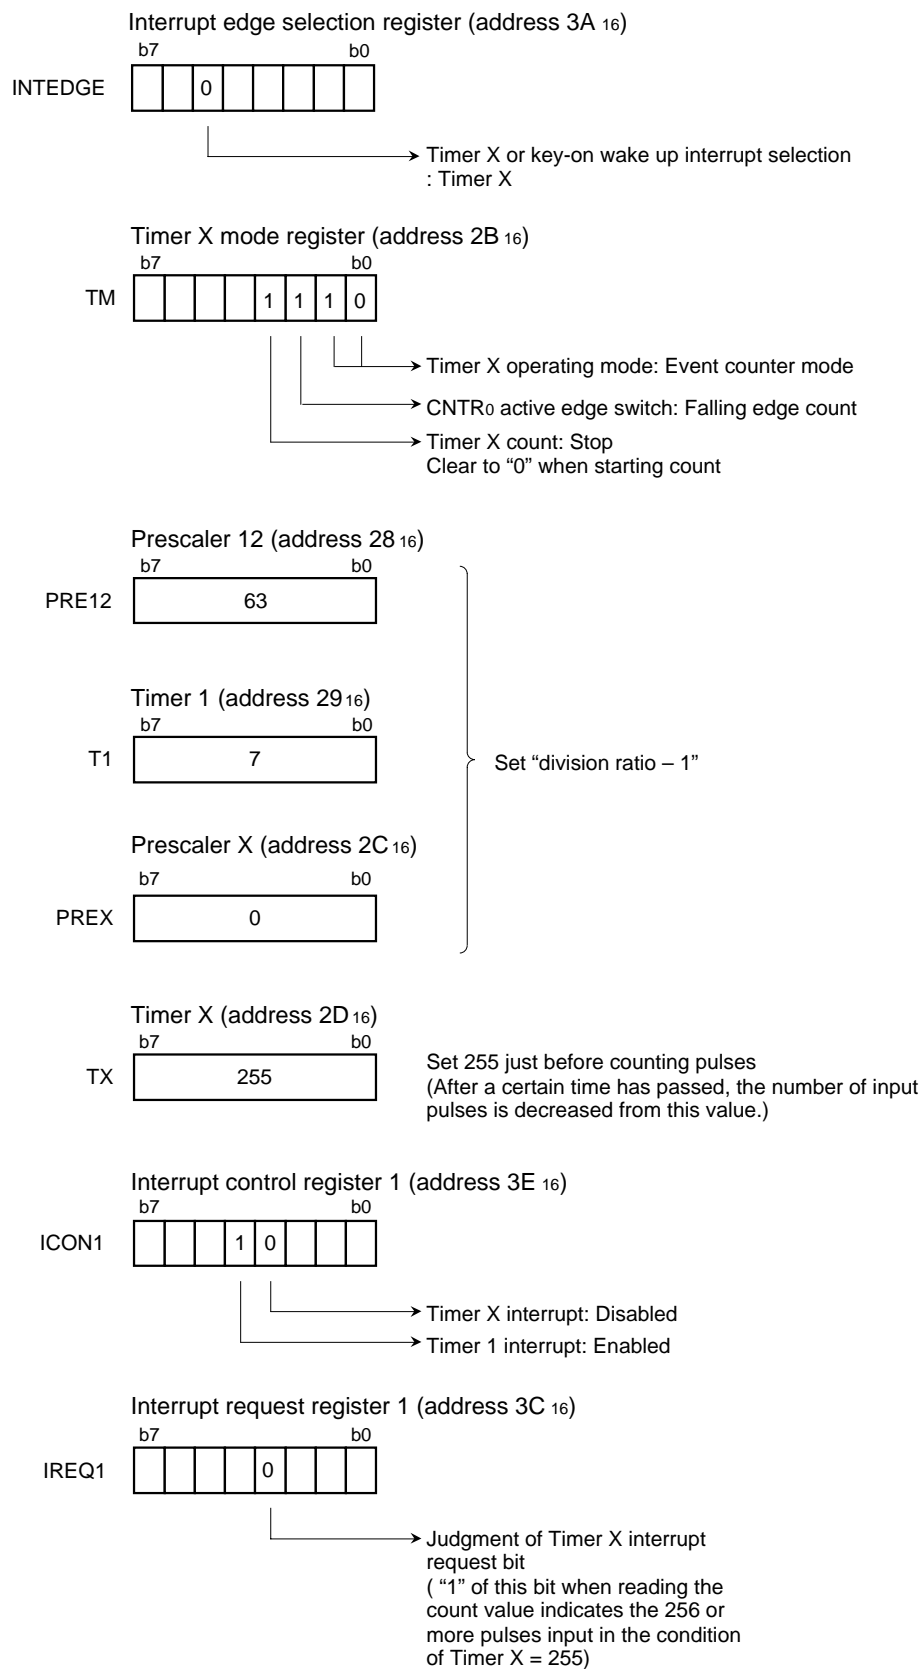 Interrupt edge selection register (address 3A 16)
b7 b0
INTEDGE 0
Timer X or key-on wake up interrupt selection
: Timer X
Timer X mode register (address 2B 16)
b7 b0
TM 1 1 1 0
Timer X operating mode: Event counter mode
CNTR0 active edge switch: Falling edge count
Timer X count: Stop
Clear to “0” when starting count
Prescaler 12 (address 28 16)
b7 b0
PRE12 63
Timer 1 (address 29 16)
b7 b0
T1 7
Set “division ratio – 1”
Prescaler X (address 2C 16)
b7 b0
PREX 0
Timer X (address 2D 16)
b7 b0
TX 255
Set 255 just before counting pulses
(After a certain time has passed, the number of input
pulses is decreased from this value.)
Interrupt control register 1 (address 3E 16)
b7 b0
ICON1 1 0
Timer X interrupt: Disabled
Timer 1 interrupt: Enabled
Interrupt request register 1 (address 3C 16)
b7 b0
IREQ1 0
Judgment of Timer X interrupt
request bit
( “1” of this bit when reading the
count value indicates the 256 or
more pulses input in the condition
of Timer X = 255)